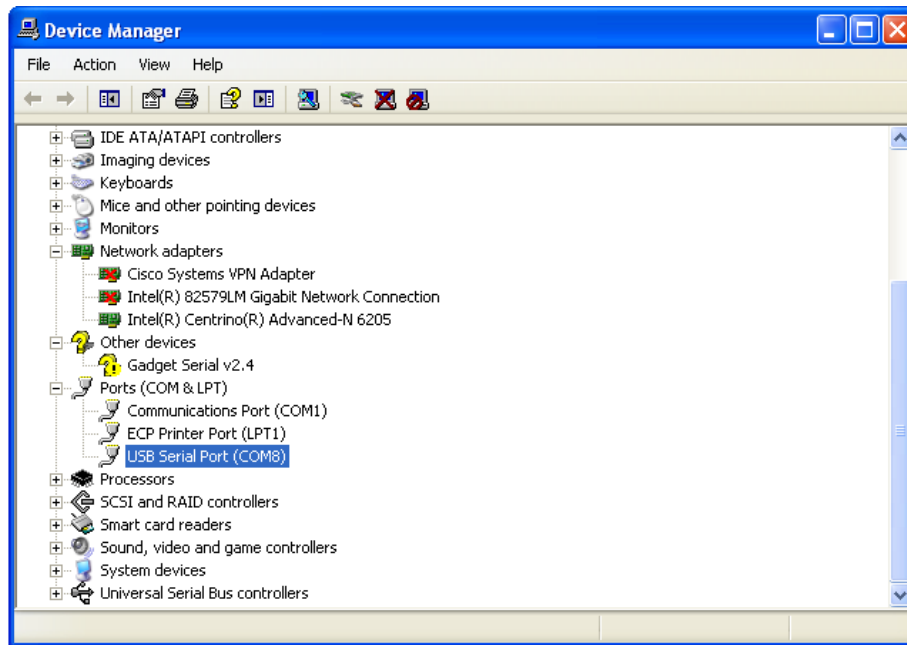 Device Manager
File Action View Help
IDE ATA/ATAPI controllers
Imaging devices
Keyboards
Mice and other pointing devices
Monitors
Network adapters
Cisco Systems VPN Adapter
Intel(R) 82579LM Gigabit Network Connection
Intel(R) Centrino(R) Advanced-N 6205
Other devices
Gadget Serial v2.4
Ports (COM & LPT)
Communications Port (COM1)
ECP Printer Port (LPT1)
USB Serial Port (COM8)
Processors
SCSI and RAID controllers
Smart card readers
Sound, video and game controllers
System devices
Universal Serial Bus controllers